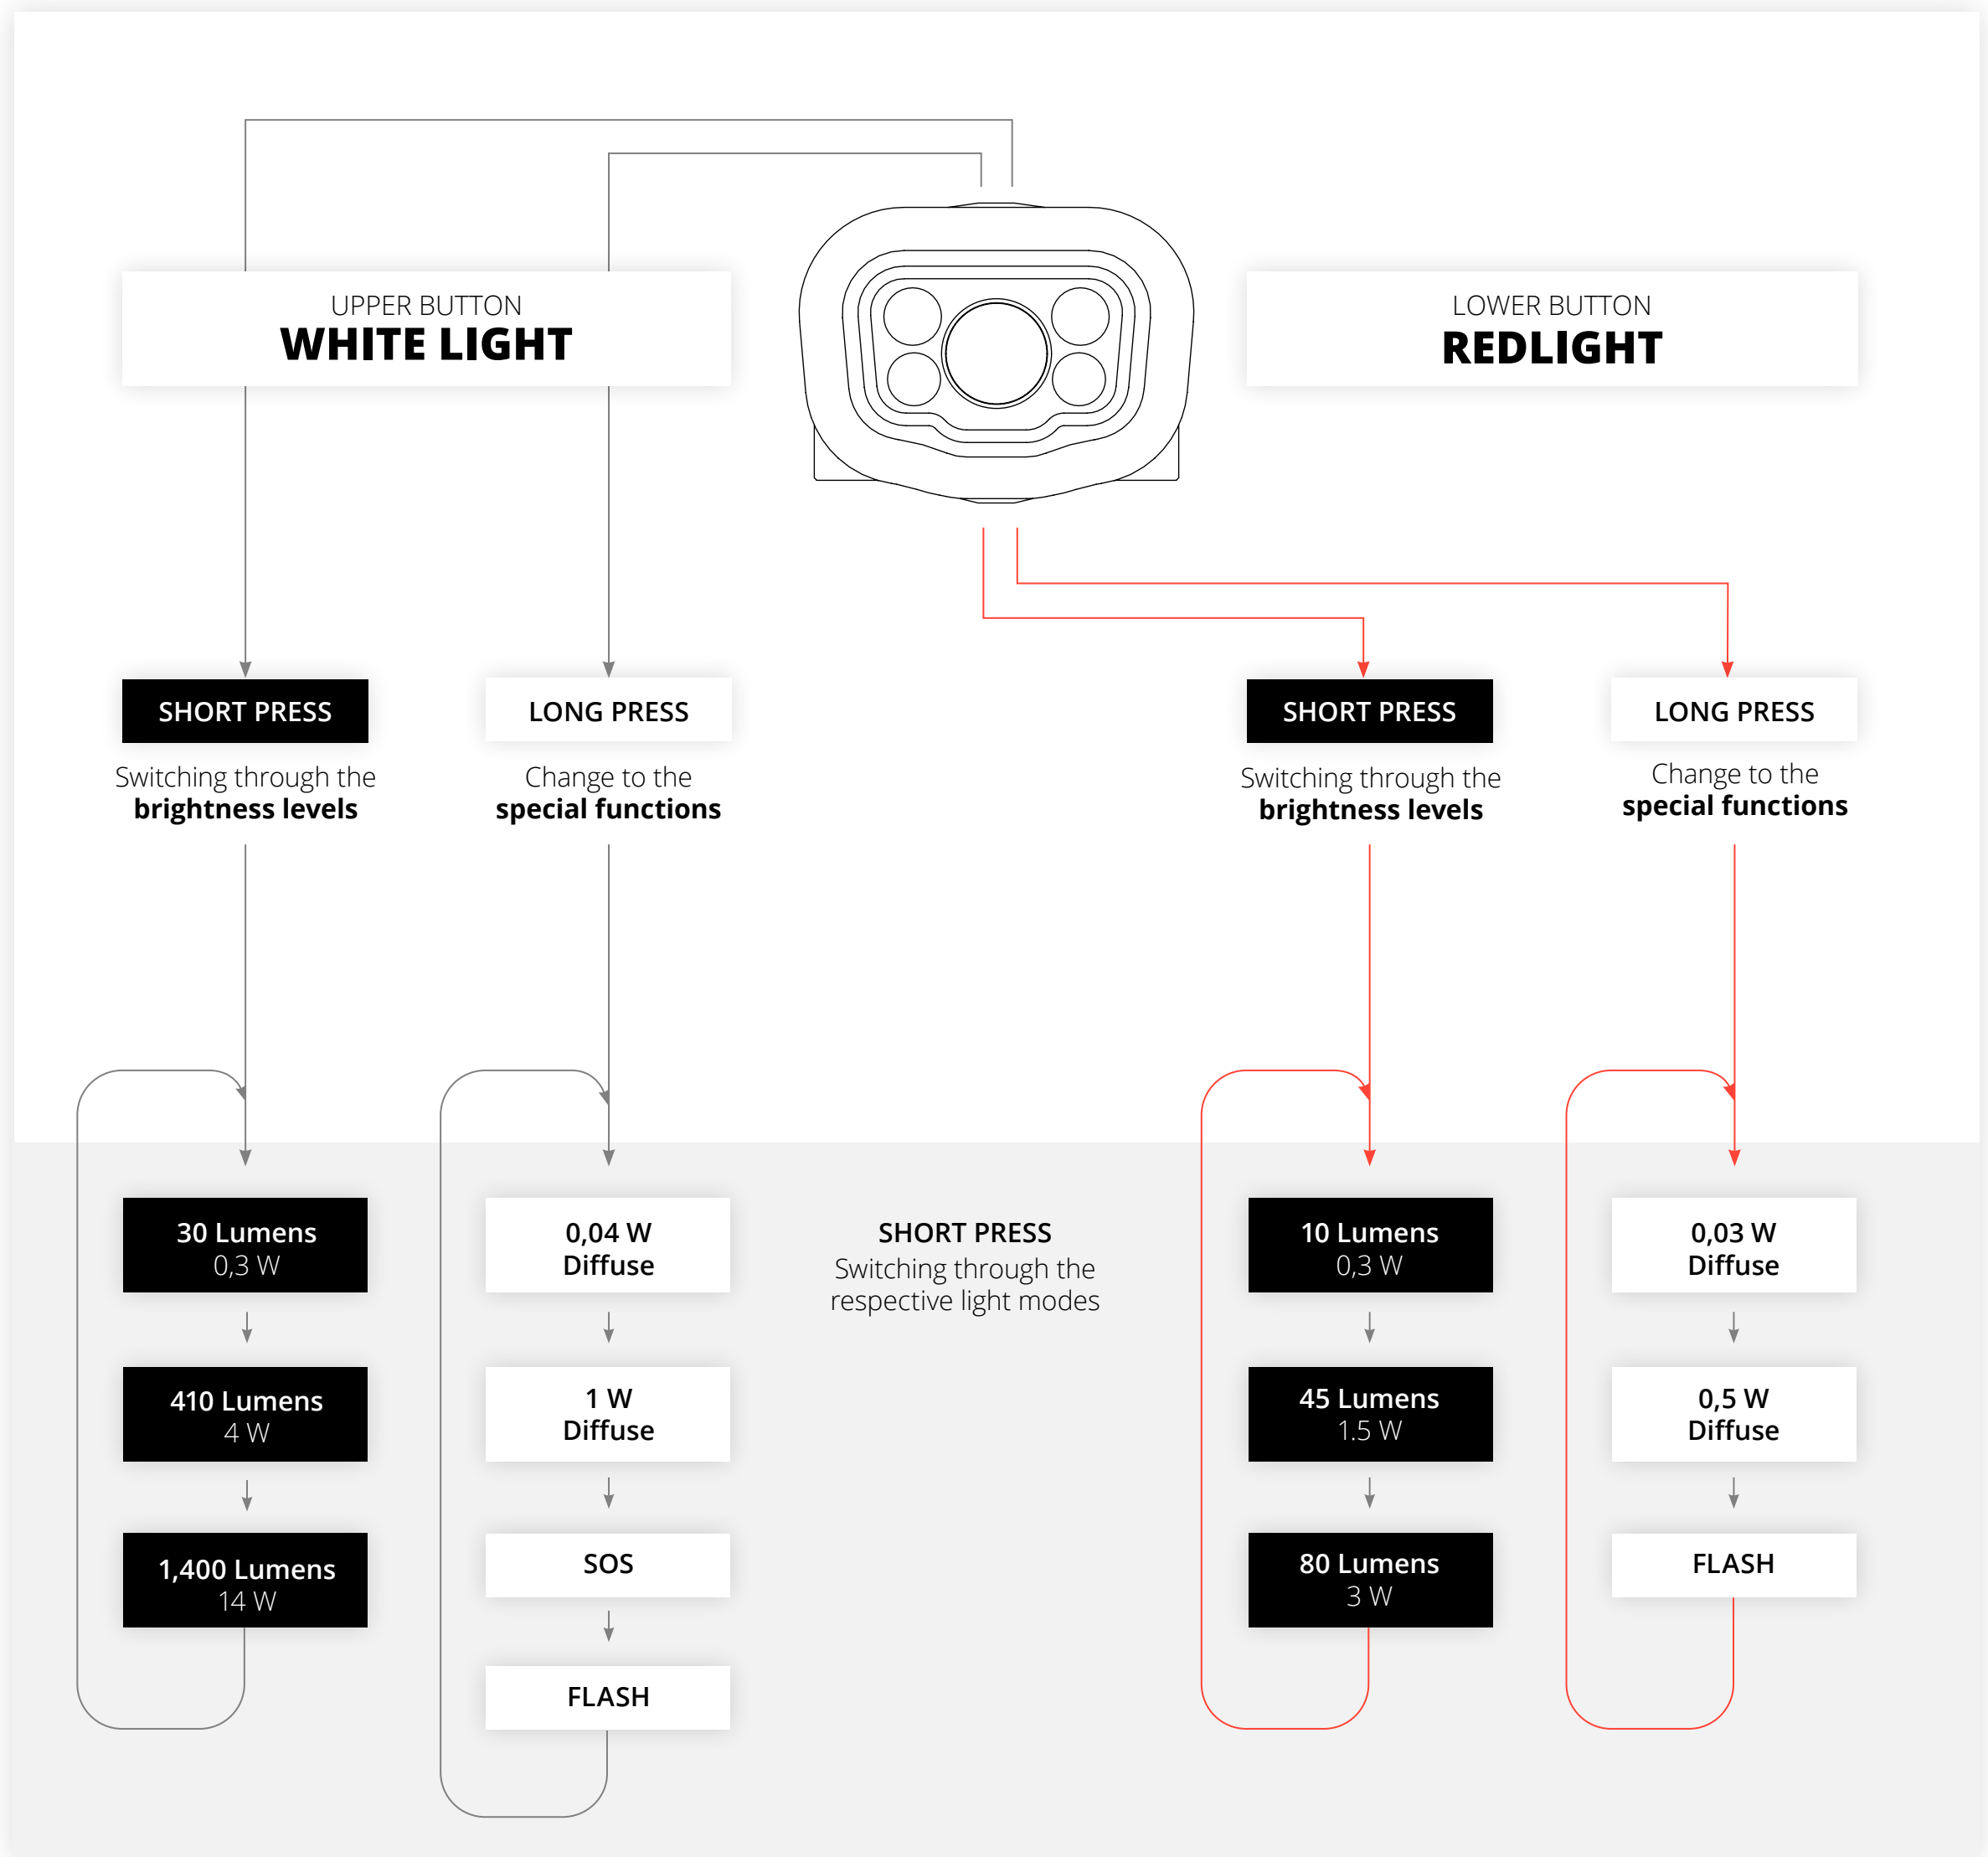 UPPER BUTTON
WHITE LIGHT
LOWER BUTTON
REDLIGHT
SHORT PRESS
Switching through the
brightness levels
LONG PRESS
Change to the
special functions
SHORT PRESS
Switching through the
brightness levels
LONG PRESS
Change to the
special functions
30 Lumens
0,3 W
410 Lumens
4 W
1,400 Lumens
14 W
0,04 W
Diffuse
1 W
Diffuse
SOS
FLASH
SHORT PRESS
Switching through the
respective light modes
10 Lumens
0,3 W
45 Lumens
1.5 W
80 Lumens
3 W
0,03 W
Diffuse
0,5 W
Diffuse
FLASH